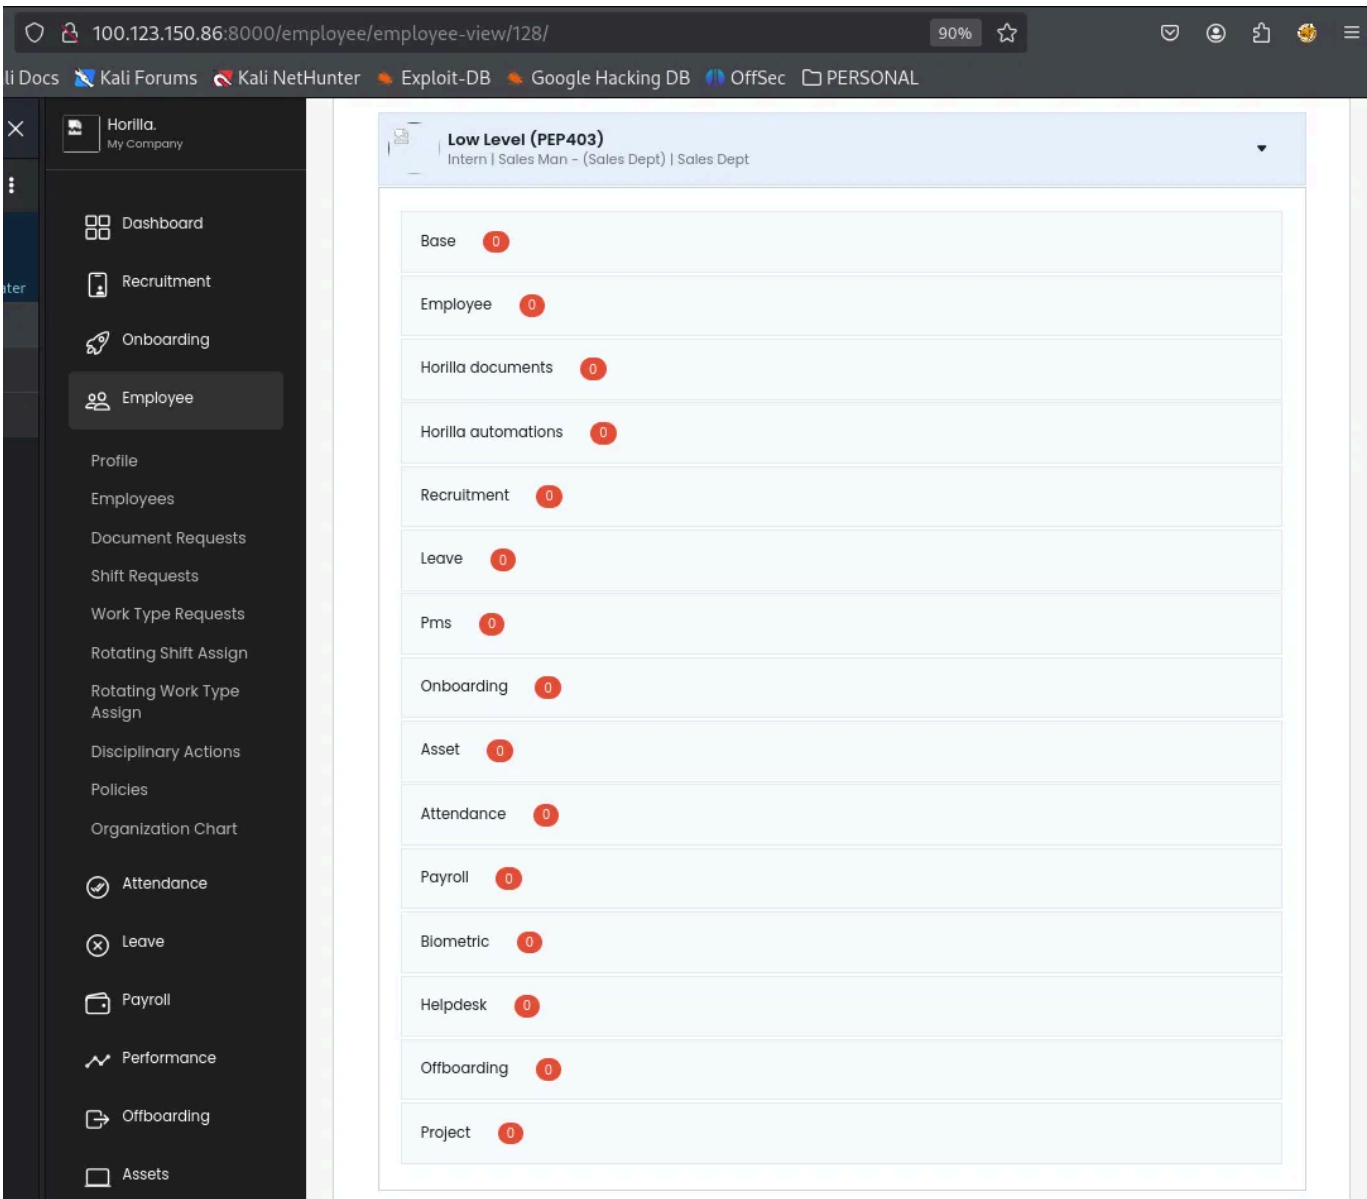 100.123.150.86:8000/employee/employee-view/128/
90%
li Docs Kali Forums Kali NetHunter Exploit-DB Google Hacking DB OffSec PERSONAL
Horilla.
My Company
Low Level (PEP403)
Intern | Sales Man - (Sales Dept) | Sales Dept
Dashboard
Recruitment
Onboarding
Employee
Profile
Employees
Document Requests
Shift Requests
Work Type Requests
Rotating Shift Assign
Rotating Work Type
Assign
Disciplinary Actions
Policies
Organization Chart
Attendance
Leave
Payroll
Performance
Offboarding
Assets
Base 0
Employee 0
Horilla documents 0
Horilla automations 0
Recruitment 0
Leave 0
Pms 0
Onboarding 0
Asset 0
Attendance 0
Payroll 0
Biometric 0
Helpdesk 0
Offboarding 0
Project 0